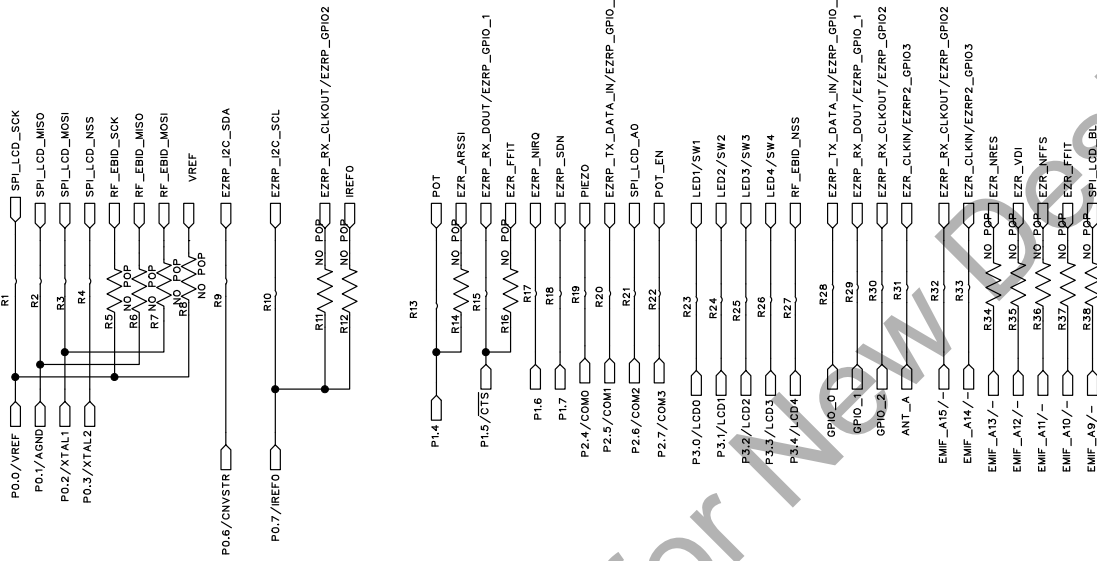 SPI_LCD_SCK
SPI_LCD_MISO
SPI_LCD_MOSI
SPI_LCD_NSS
RF_EBID_SCK
RF_EBID_MISO
RF_EBID_MOSI
VREF
R1
R2
R3
R4
R5
NO POP
R6
NO POP
R7
NO POP
R8
NO POP
P0.0/VREF
P0.1/AGND
P0.2/XTAL1
P0.3/XTAL2
EZRP_I2C_SDA
R9
P0.6/CNVSTR
EZRP_I2C_SCL
R10
P0.7/IREF0
EZRP_RX_CLKOUT/EZRP_GPIO2
IREF0
NO POP
NO POP
R11
R12
POT
EZR_ARSSI
EZRP_RX_DOUT/EZRP_GPIO_1
EZR_FFIT
EZRP_NIRQ
EZRP_SDN
PIEZO
EZRP_TX_DATA_IN/EZRP_GPIO_
SPI_LCD_A0
POT_EN
NO POP
NO POP
R13
R14
R15
R16
R17
R18
R19
R20
R21
R22
P1.4
P1.5/CTS
P1.6
P1.7
P2.4/COM0
P2.5/COM1
P2.6/COM2
P2.7/COM3
LED1/SW1
LED2/SW2
LED3/SW3
LED4/SW4
RF_EBID_NSS
R23
R24
R25
R26
R27
P3.0/LCD0
P3.1/LCD1
P3.2/LCD2
P3.3/LCD3
P3.4/LCD4
EZRP_TX_DATA_IN/EZRP_GPIO_
EZRP_RX_DOUT/EZRP_GPIO_1
EZRP_RX_CLKOUT/EZRP_GPIO2
EZR_CLKIN/EZRP2_GPIO3
R28
R29
R30
R31
GPIO_0
GPIO_1
GPIO_2
ANT_A
EZRP_RX_CLKOUT/EZRP_GPIO2
EZR_CLKIN/EZRP2_GPIO3
EZR_NRES
EZR_VDI
EZR_NFFS
EZR_FFIT
SPI_LCD_BL
NO POP
NO POP
NO POP
NO POP
NO POP
R32
R33
R34
R35
R36
R37
R38
EMIF_A15/-
EMIF_A14/-
EMIF_A13/-
EMIF_A12/-
EMIF_A11/-
EMIF_A10/-
EMIF_A9/-
for New Des